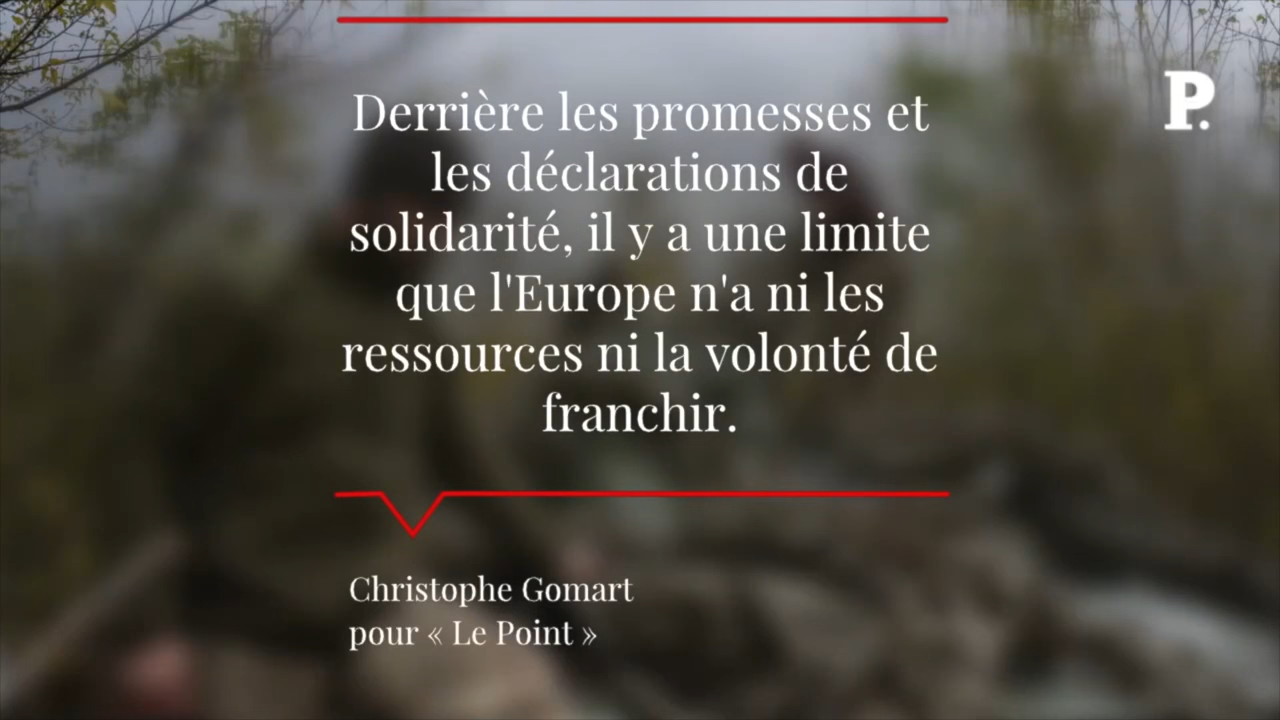 P.
Derrière les promesses et
les déclarations de
solidarité, il y a une limite
que l'Europe n'a ni les
ressources ni la volonté de
franchir.
Christophe Gomart
pour « Le Point »